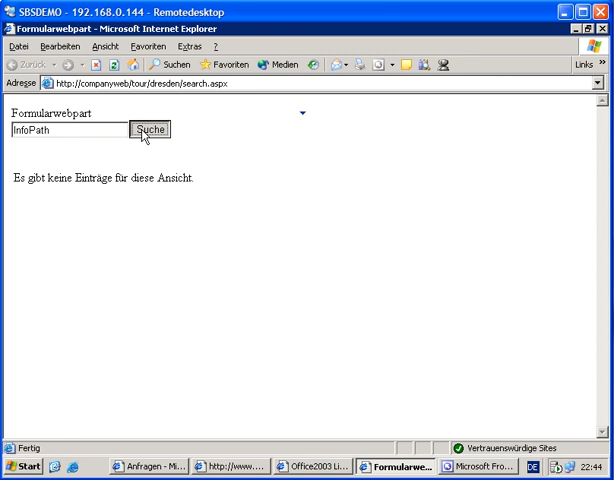 SBSDEMO - 192.168.0.144 - Remotedesktop
Formularwebpart - Microsoft Internet Explorer
Datei Bearbeiten Ansicht Favoriten Extras ?
Zurück Suchen Favoriten Medien Links »
Adresse http://companyweb/tour/dresden/search.aspx
Formularwebpart
InfoPath Suche
Es gibt keine Einträge für diese Ansicht.
Fertig Vertrauenswürdige Sites
Start Anfragen - Mi... http://www.... Office2003 Li... Formularwe... Microsoft Fro... DE 22:44